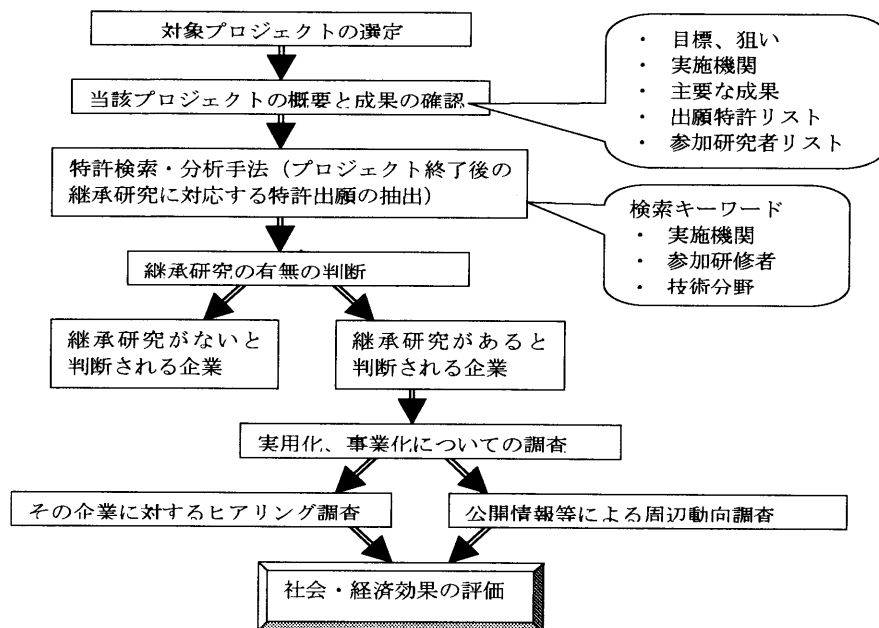 対象プロジェクトの選定
・ 目標、狙い
・ 実施機関
・ 主要な成果
・ 出願特許リスト
・ 参加研究者リスト
当該プロジェクトの概要と成果の確認
特許検索・分析手法（プロジェクト終了後の
継承研究に対応する特許出願の抽出）
検索キーワード
・ 実施機関
・ 参加研修者
・ 技術分野
継承研究の有無の判断
継承研究がないと
判断される企業
継承研究があると
判断される企業
実用化、事業化についての調査
その企業に対するヒアリング調査
公開情報等による周辺動向調査
社会・経済効果の評価